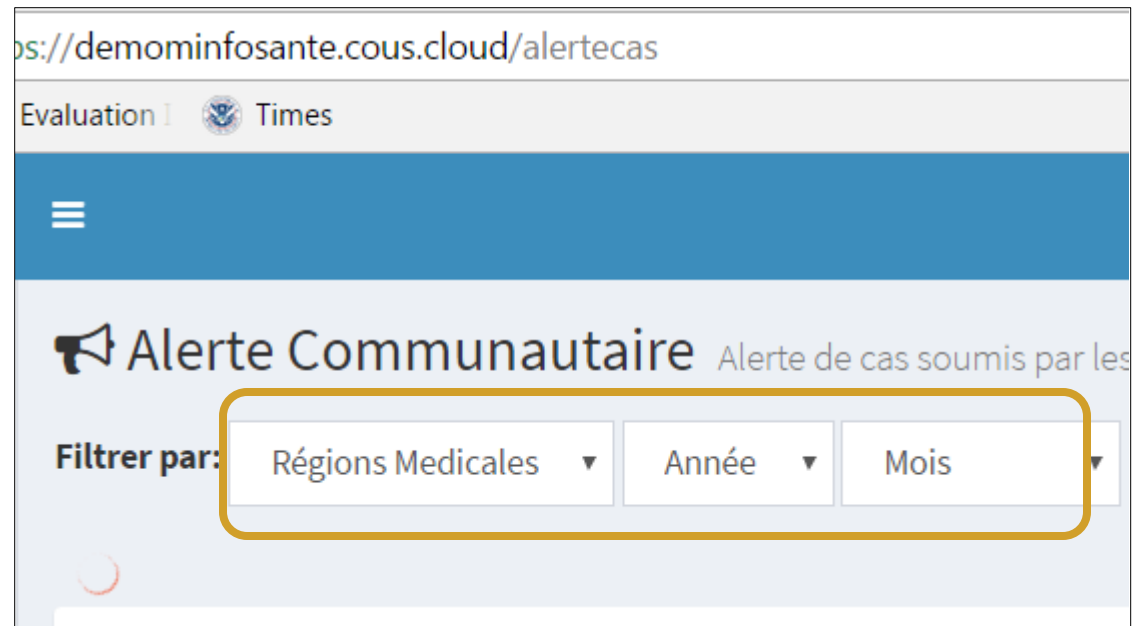 ps://demominfosante.cous.cloud/alertecas
Evaluation Times
Alerte Communautaire Alerte de cas soumis par les
Filtrer par: Régions Medicales Année Mois